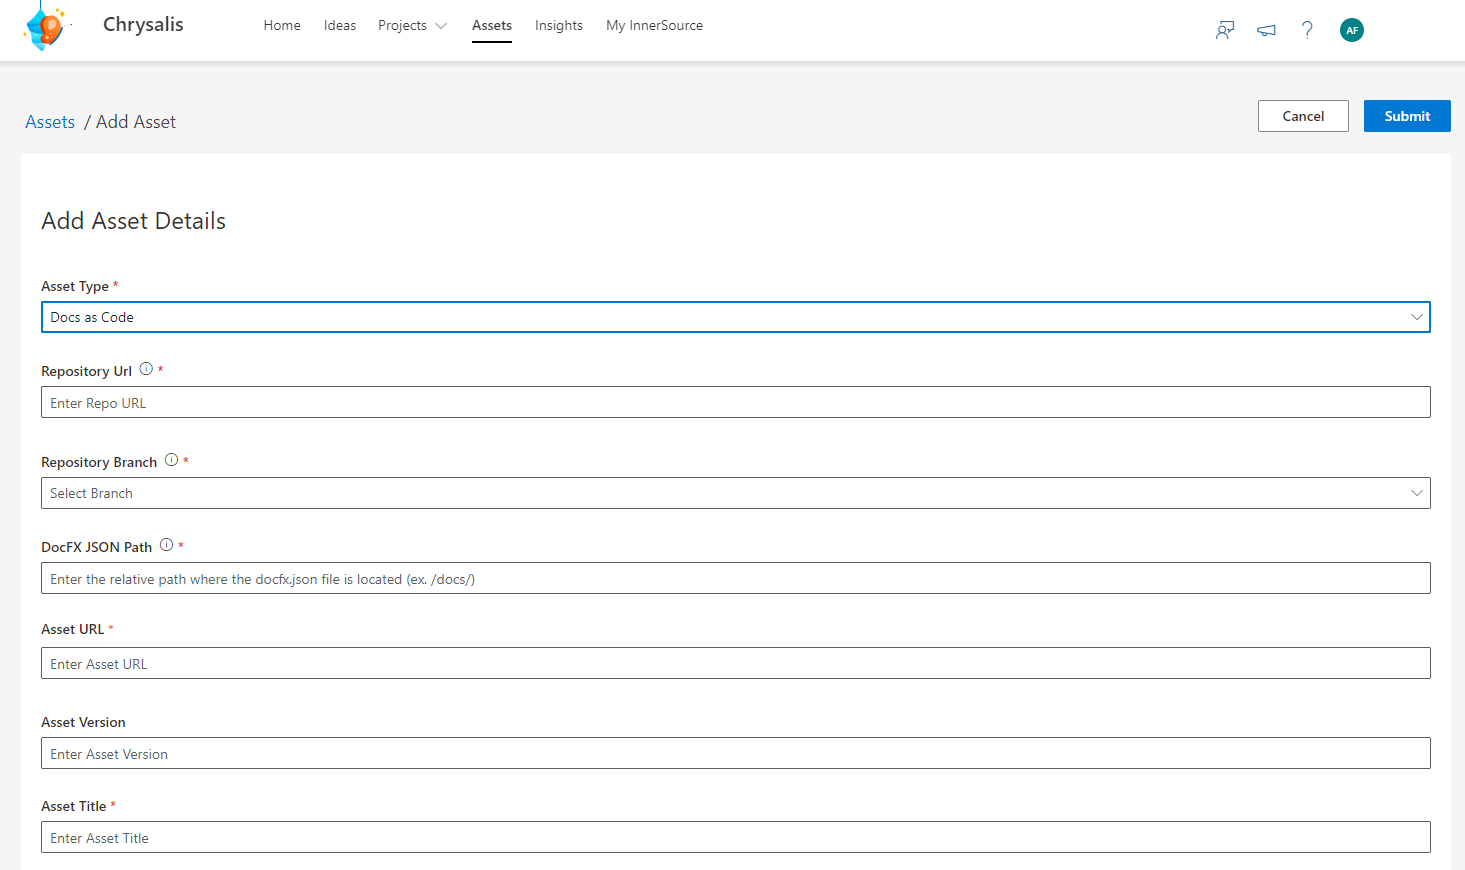 Chrysalis
Home Ideas Projects Assets Insights My InnerSource
AF
Assets / Add Asset
Cancel Submit
Add Asset Details
Asset Type *
Docs as Code
Repository Url *
Enter Repo URL
Repository Branch *
Select Branch
DocFX JSON Path *
Enter the relative path where the docfx.json file is located (ex. /docs/)
Asset URL *
Enter Asset URL
Asset Version
Enter Asset Version
Asset Title *
Enter Asset Title